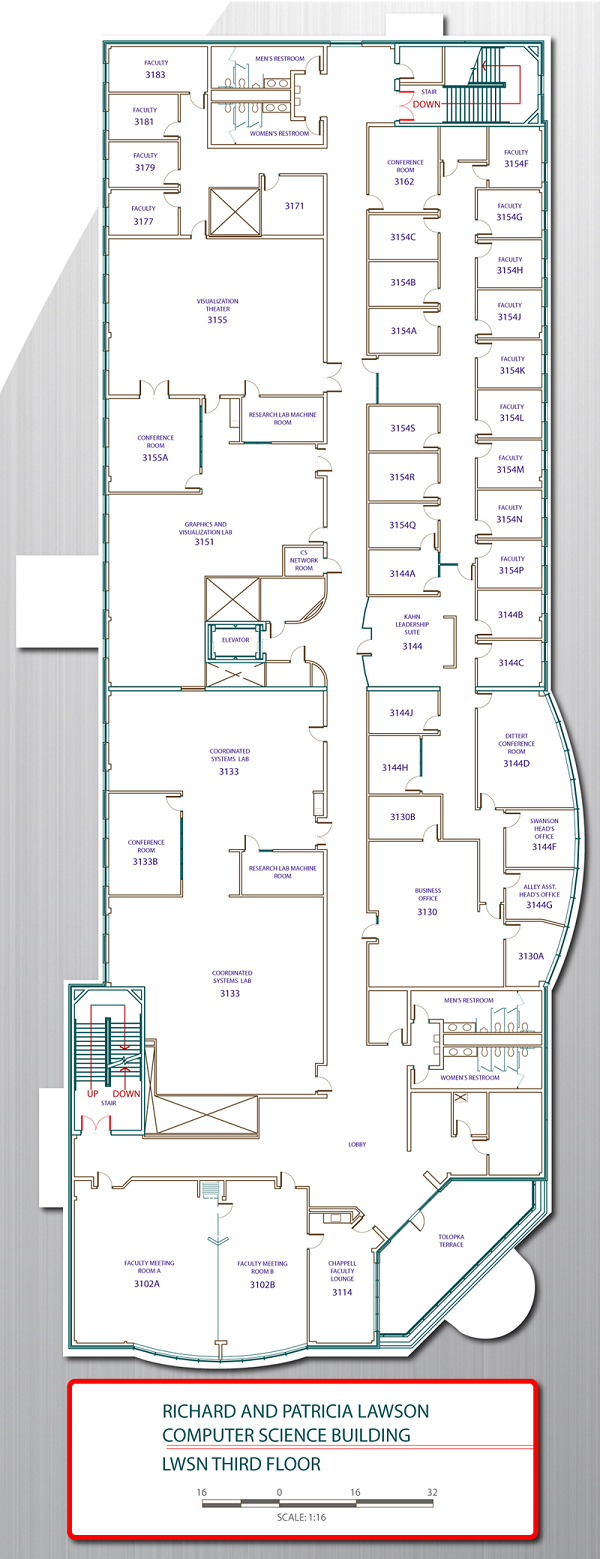 FACULTY
3183
MEN'S RESTROOM
WOMEN'S RESTROOM
STAIR
DOWN
FACULTY
3181
FACULTY
3179
FACULTY
3177
3171
CONFERENCE
ROOM
3162
FACULTY
3154F
FACULTY
3154G
3154C
FACULTY
3154H
3154B
FACULTY
3154J
3154A
FACULTY
3154K
VISUALIZATION
THEATER
3155
RESEARCH LAB MACHINE
ROOM
CONFERENCE
ROOM
3155A
3154S
FACULTY
3154L
FACULTY
3154M
3154R
FACULTY
3154N
3154Q
GRAPHICS AND
VISUALIZATION LAB
3151
CS
NETWORK
ROOM
3144A
FACULTY
3154P
3144B
KAHN
LEADERSHIP
SUITE
3144
ELEVATOR
3144C
3144J
DITTERT
CONFERENCE
ROOM
3144D
COORDINATED
SYSTEMS LAB
3133
3144H
3130B
SWANSON
HEAD'S
OFFICE
3144F
CONFERENCE
ROOM
3133B
RESEARCH LAB MACHINE
ROOM
BUSINESS
OFFICE
3130
ALLEY ASST.
HEAD'S OFFICE
3144G
3130A
COORDINATED
SYSTEMS LAB
3133
MEN'S RESTROOM
WOMEN'S RESTROOM
UP
DOWN
STAIR
LOBBY
FACULTY MEETING
ROOM A
3102A
FACULTY MEETING
ROOM B
3102B
CHAPPELL
FACULTY
LOUNGE
3114
TOLOPKA
TERRACE
RICHARD AND PATRICIA LAWSON
COMPUTER SCIENCE BUILDING
LWSN THIRD FLOOR
16 0 16 32
SCALE: 1:16